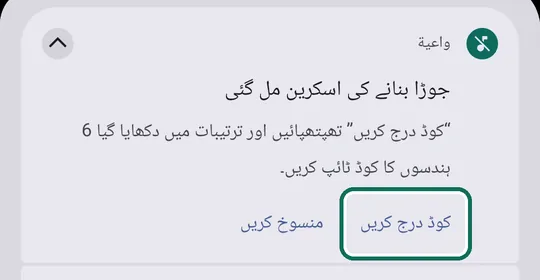 واعية
جوڑا بنانے کی اسکرین مل گئی
“کوڈ درج کریں” تھپتھپائیں اور ترتیبات میں دکھایا گیا 6
ہندسوں کا کوڈ ٹائپ کریں۔
کوڈ درج کریں منسوخ کریں